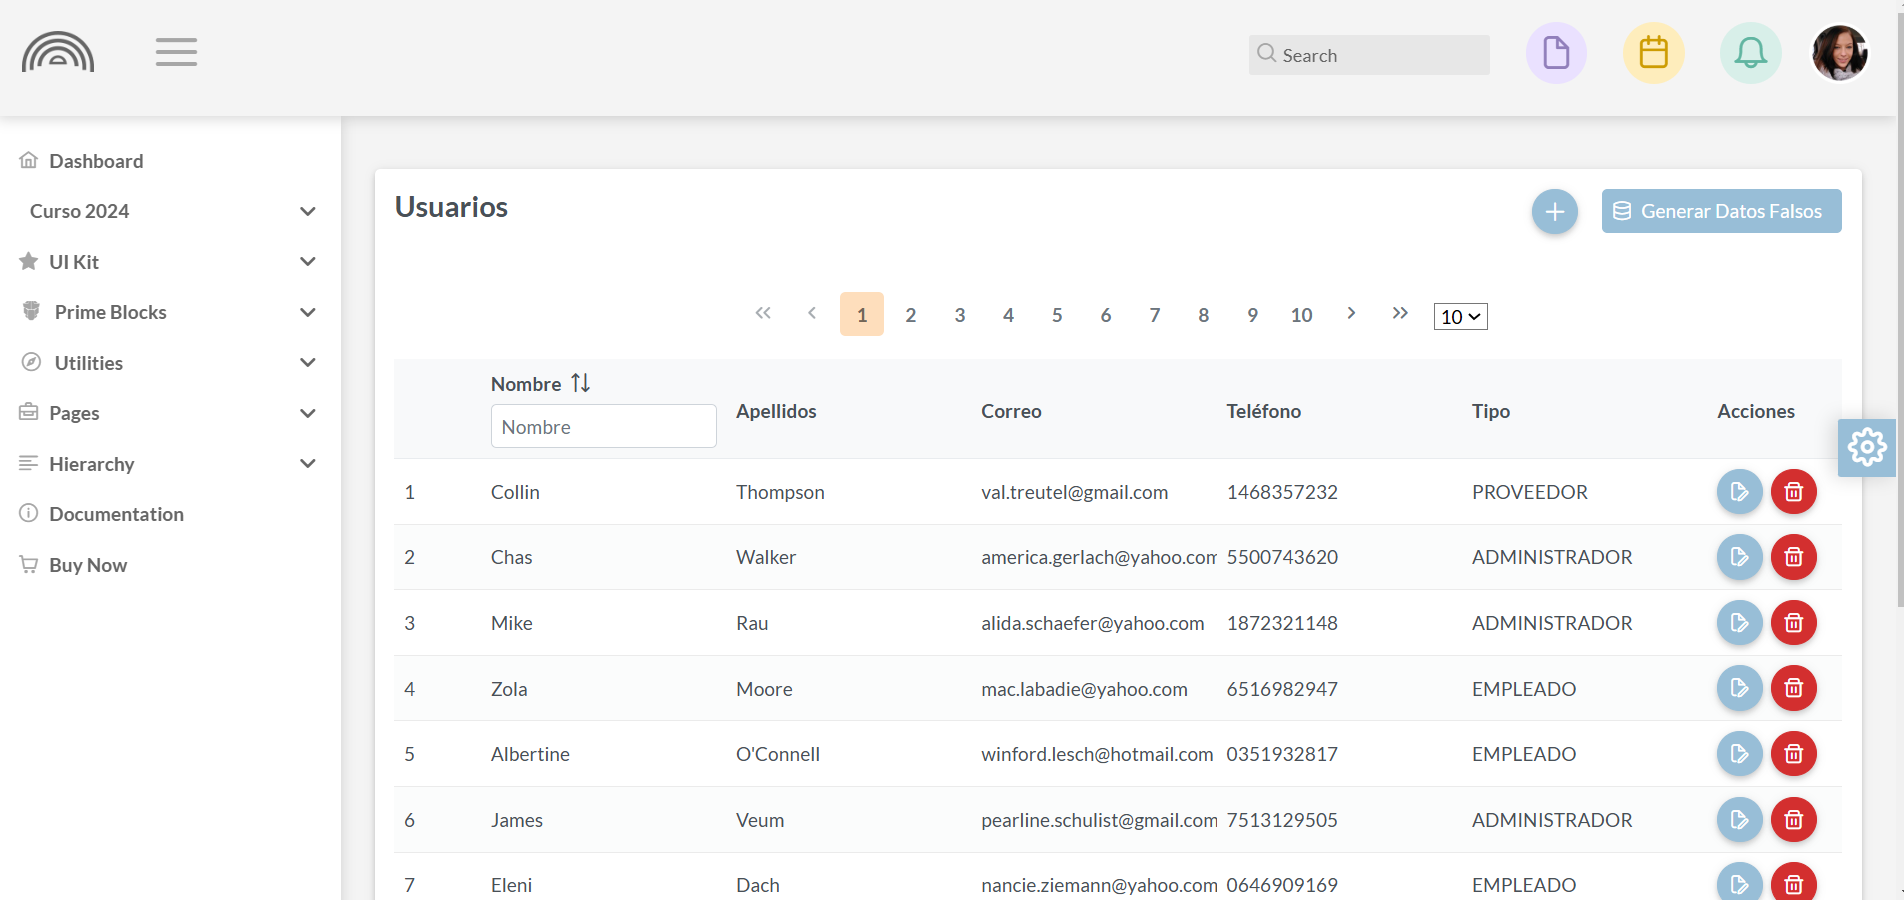 Search
Dashboard
Curso 2024
UI Kit
Prime Blocks
Utilities
Pages
Hierarchy
Documentation
Buy Now
Usuarios
Generar Datos Falsos
1 2 3 4 5 6 7 8 9 10 10
Nombre
Nombre
Apellidos Correo Teléfono Tipo Acciones
1 Collin Thompson val.treutel@gmail.com 1468357232 PROVEEDOR
2 Chas Walker america.gerlach@yahoo.com 5500743620 ADMINISTRADOR
3 Mike Rau alida.schaefer@yahoo.com 1872321148 ADMINISTRADOR
4 Zola Moore mac.labadie@yahoo.com 6516982947 EMPLEADO
5 Albertine O'Connell winford.lesch@hotmail.com 0351932817 EMPLEADO
6 James Veum pearline.schulist@gmail.com 7513129505 ADMINISTRADOR
7 Eleni Dach nancie.ziemann@yahoo.com 0646909169 EMPLEADO